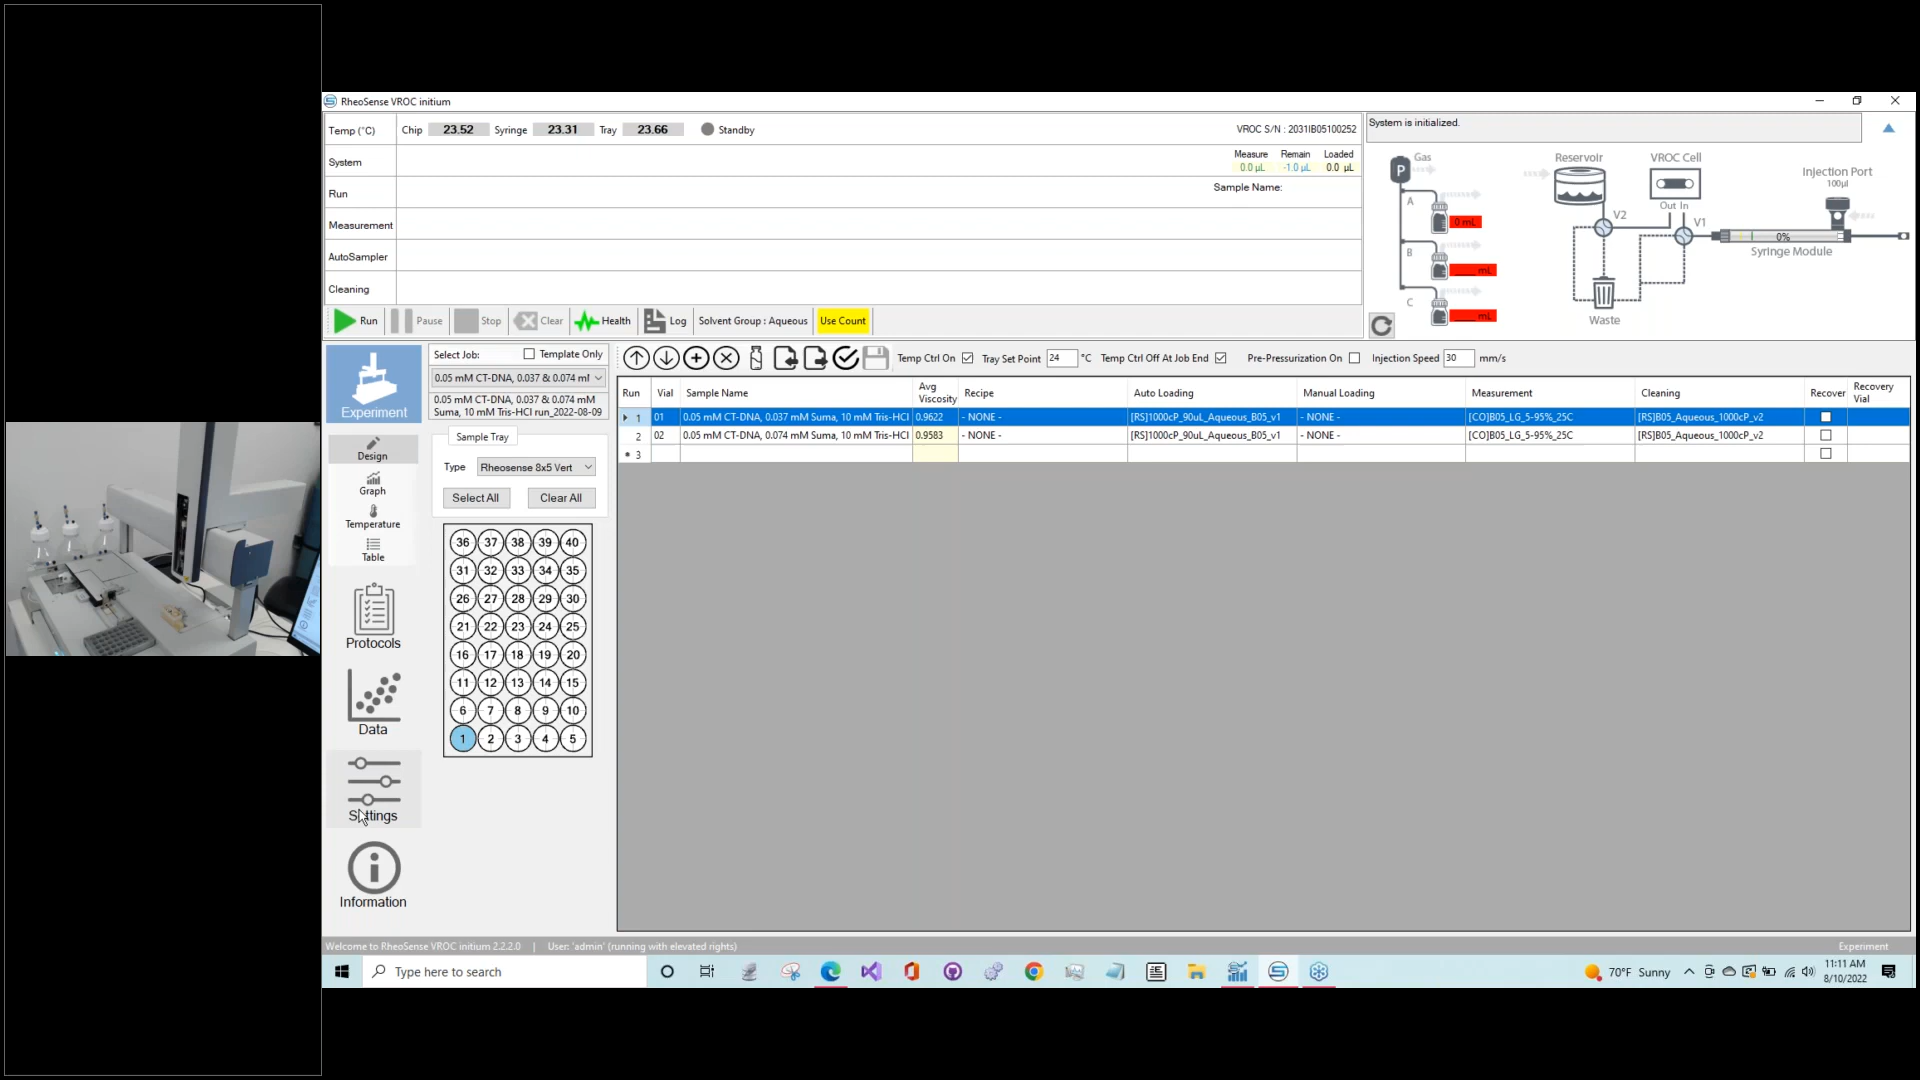 RheoSense VROC initium
Temp (°C) Chip 23.52 Syringe 23.31 Tray 23.66 Standby VROC S/N : 2031IB05100252
System is initialized.
System Measure Remain Loaded
0.0 µL -1.0 µL 0.0 µL
Run Sample Name:
Measurement
AutoSampler
Cleaning
Gas Reservoir VROC Cell Injection Port
100µl
P
A
0 mL
Out In
V2
V1
0%
Syringe Module
B
mL
C
mL
Waste
Run Pause Stop Clear Health Log Solvent Group : Aqueous Use Count
Experiment
Design
Graph
Temperature
Table
Protocols
Data
Settings
Information
Select Job: Template Only
0.05 mM CT-DNA, 0.037 & 0.074 ml
0.05 mM CT-DNA, 0.037 & 0.074 mM
Suma, 10 mM Tris-HCl run_2022-08-09
Sample Tray
Type Rheosense 8x5 Vert
Select All Clear All
36 37 38 39 40
31 32 33 34 35
26 27 28 29 30
21 22 23 24 25
16 17 18 19 20
11 12 13 14 15
6 7 8 9 10
1 2 3 4 5
Temp Ctrl On Tray Set Point 24 °C Temp Ctrl Off At Job End Pre-Pressurization On Injection Speed 30 mm/s
Run Vial Sample Name Avg Viscosity Recipe Auto Loading Manual Loading Measurement Cleaning Recover Recovery Vial
1 01 0.05 mM CT-DNA, 0.037 mM Suma, 10 mM Tris-HCl 0.9622 - NONE - [RS]1000cP_90uL_Aqueous_B05_v1 - NONE - [CO]B05_LG_5-95%_25C [RS]B05_Aqueous_1000cP_v2
2 02 0.05 mM CT-DNA, 0.074 mM Suma, 10 mM Tris-HCl 0.9583 - NONE - [RS]1000cP_90uL_Aqueous_B05_v1 - NONE - [CO]B05_LG_5-95%_25C [RS]B05_Aqueous_1000cP_v2
3
Welcome to RheoSense VROC initium 2.2.2.0 | User: 'admin' (running with elevated rights) Experiment
Type here to search
70°F Sunny
11:11 AM
8/10/2022